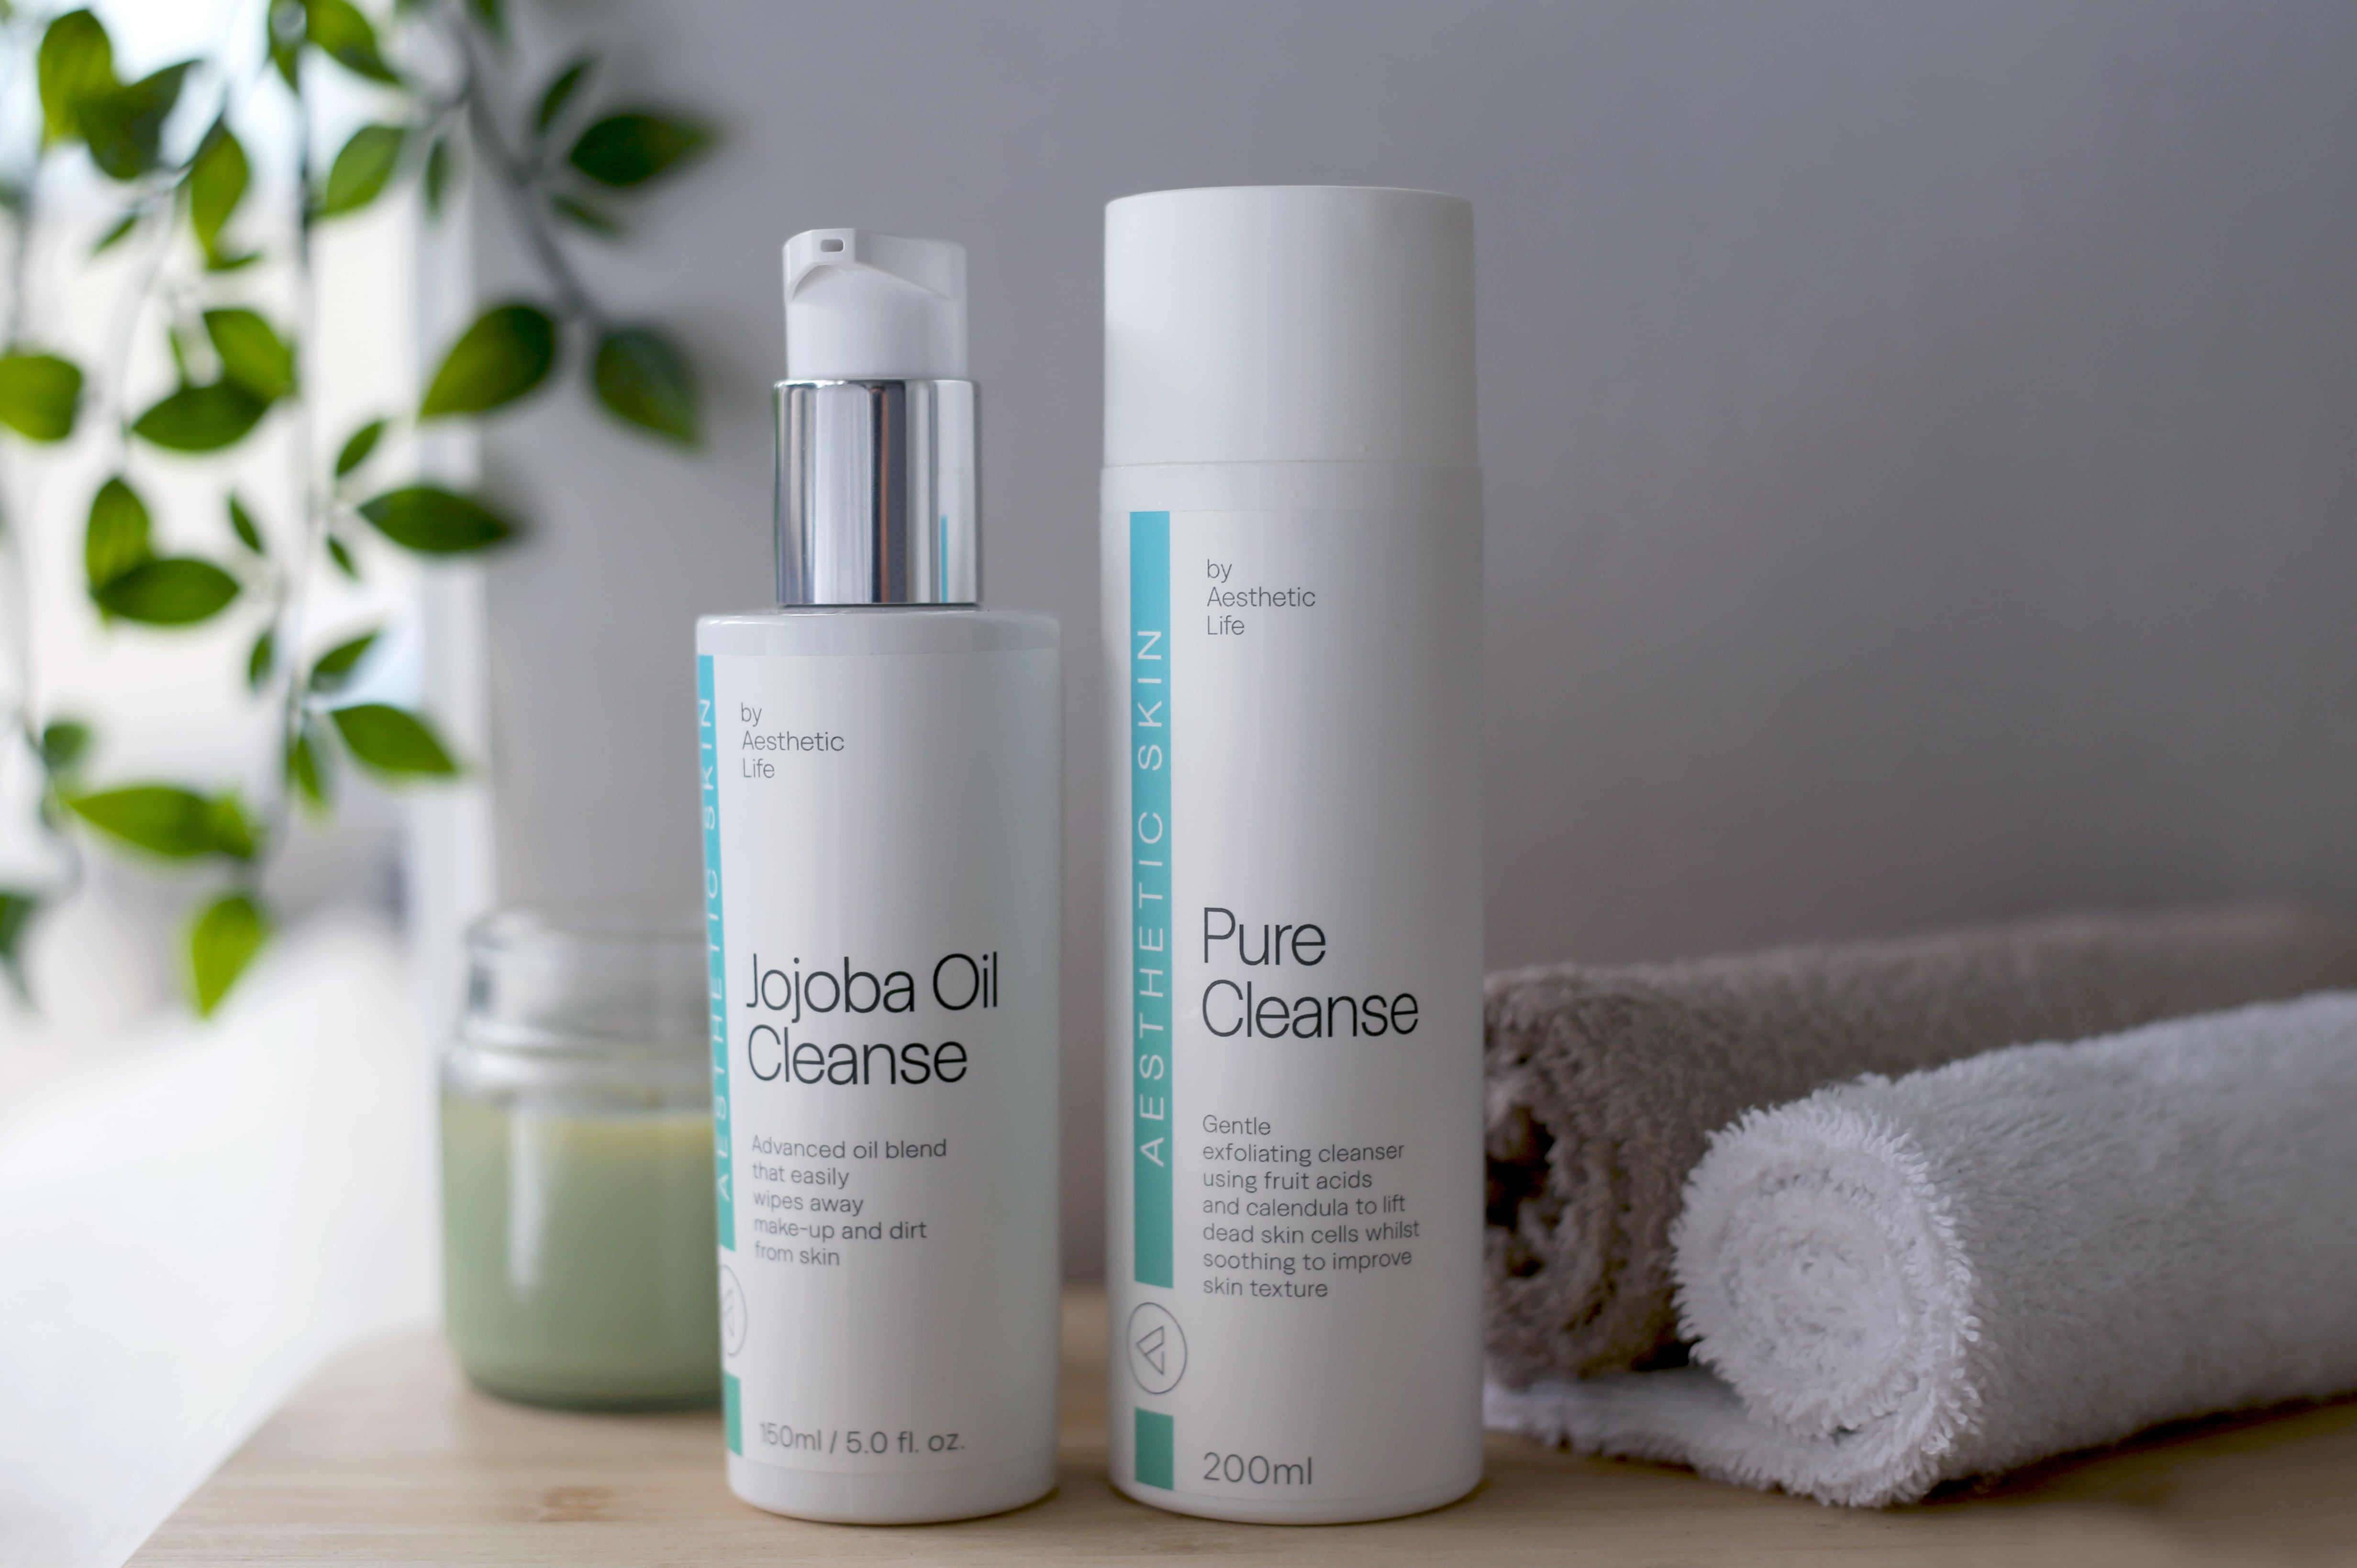 AESTHETIC SKIN
by
Aesthetic
Life
Jojoba Oil
Cleanse
Advanced oil blend
that easily
wipes away
make-up and dirt
from skin
150ml / 5.0 fl. oz.
AESTHETIC SKIN
by
Aesthetic
Life
Pure
Cleanse
Gentle
exfoliating cleanser
using fruit acids
and calendula to lift
dead skin cells whilst
soothing to improve
skin texture
200ml